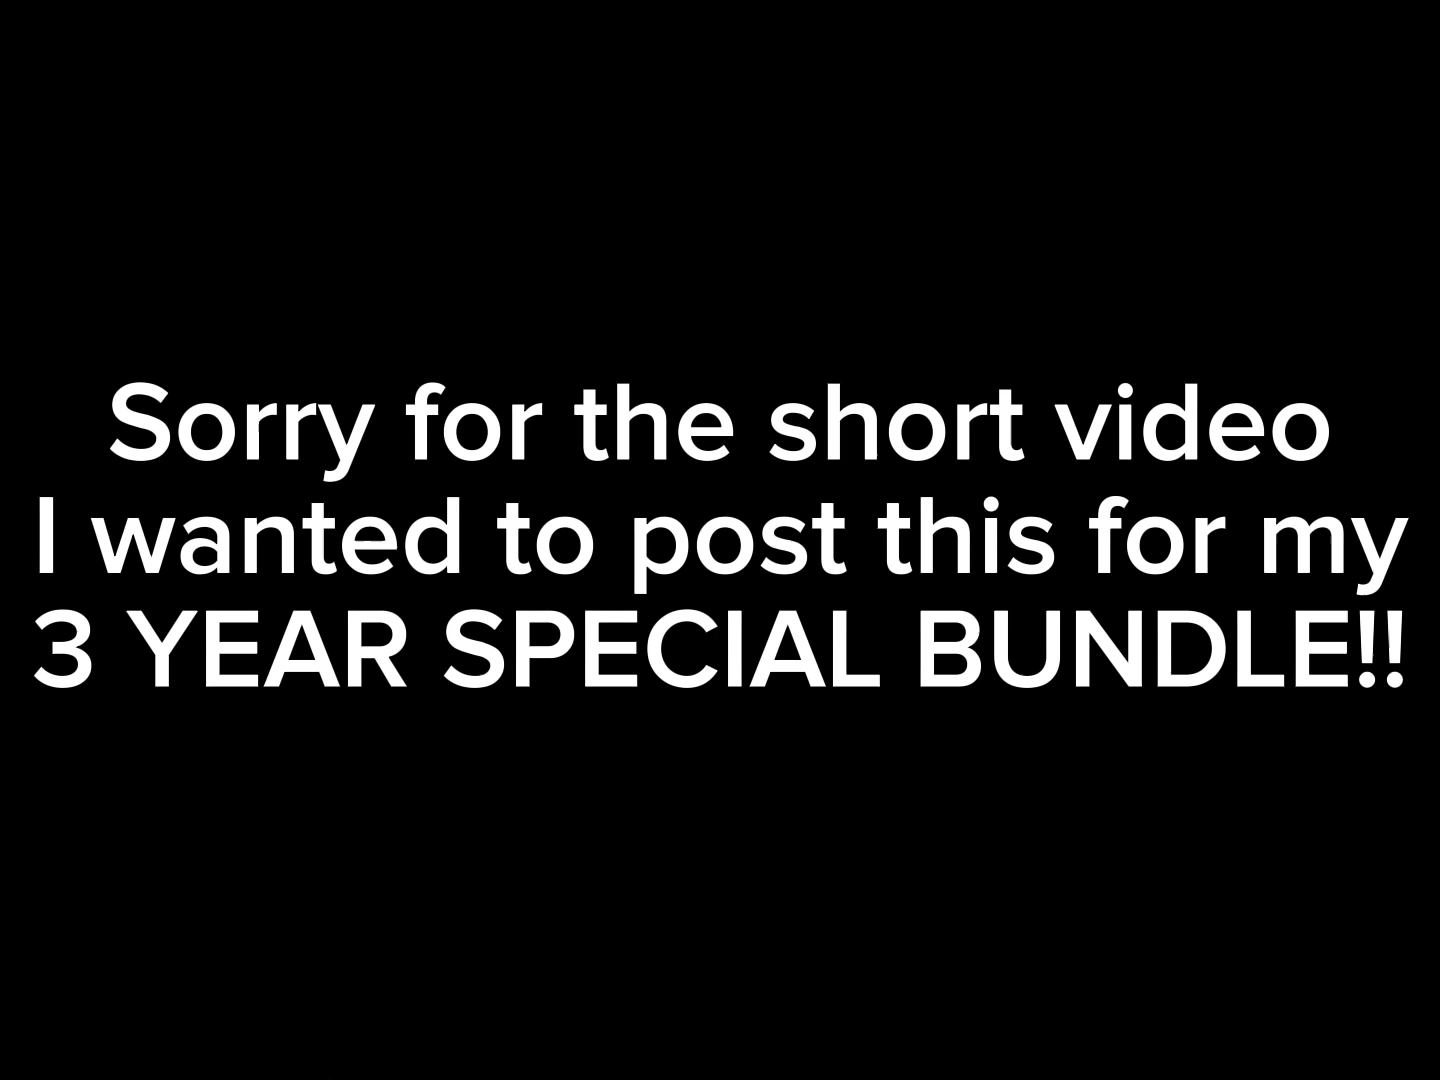 Sorry for the short video
I wanted to post this for my
3 YEAR SPECIAL BUNDLE!!